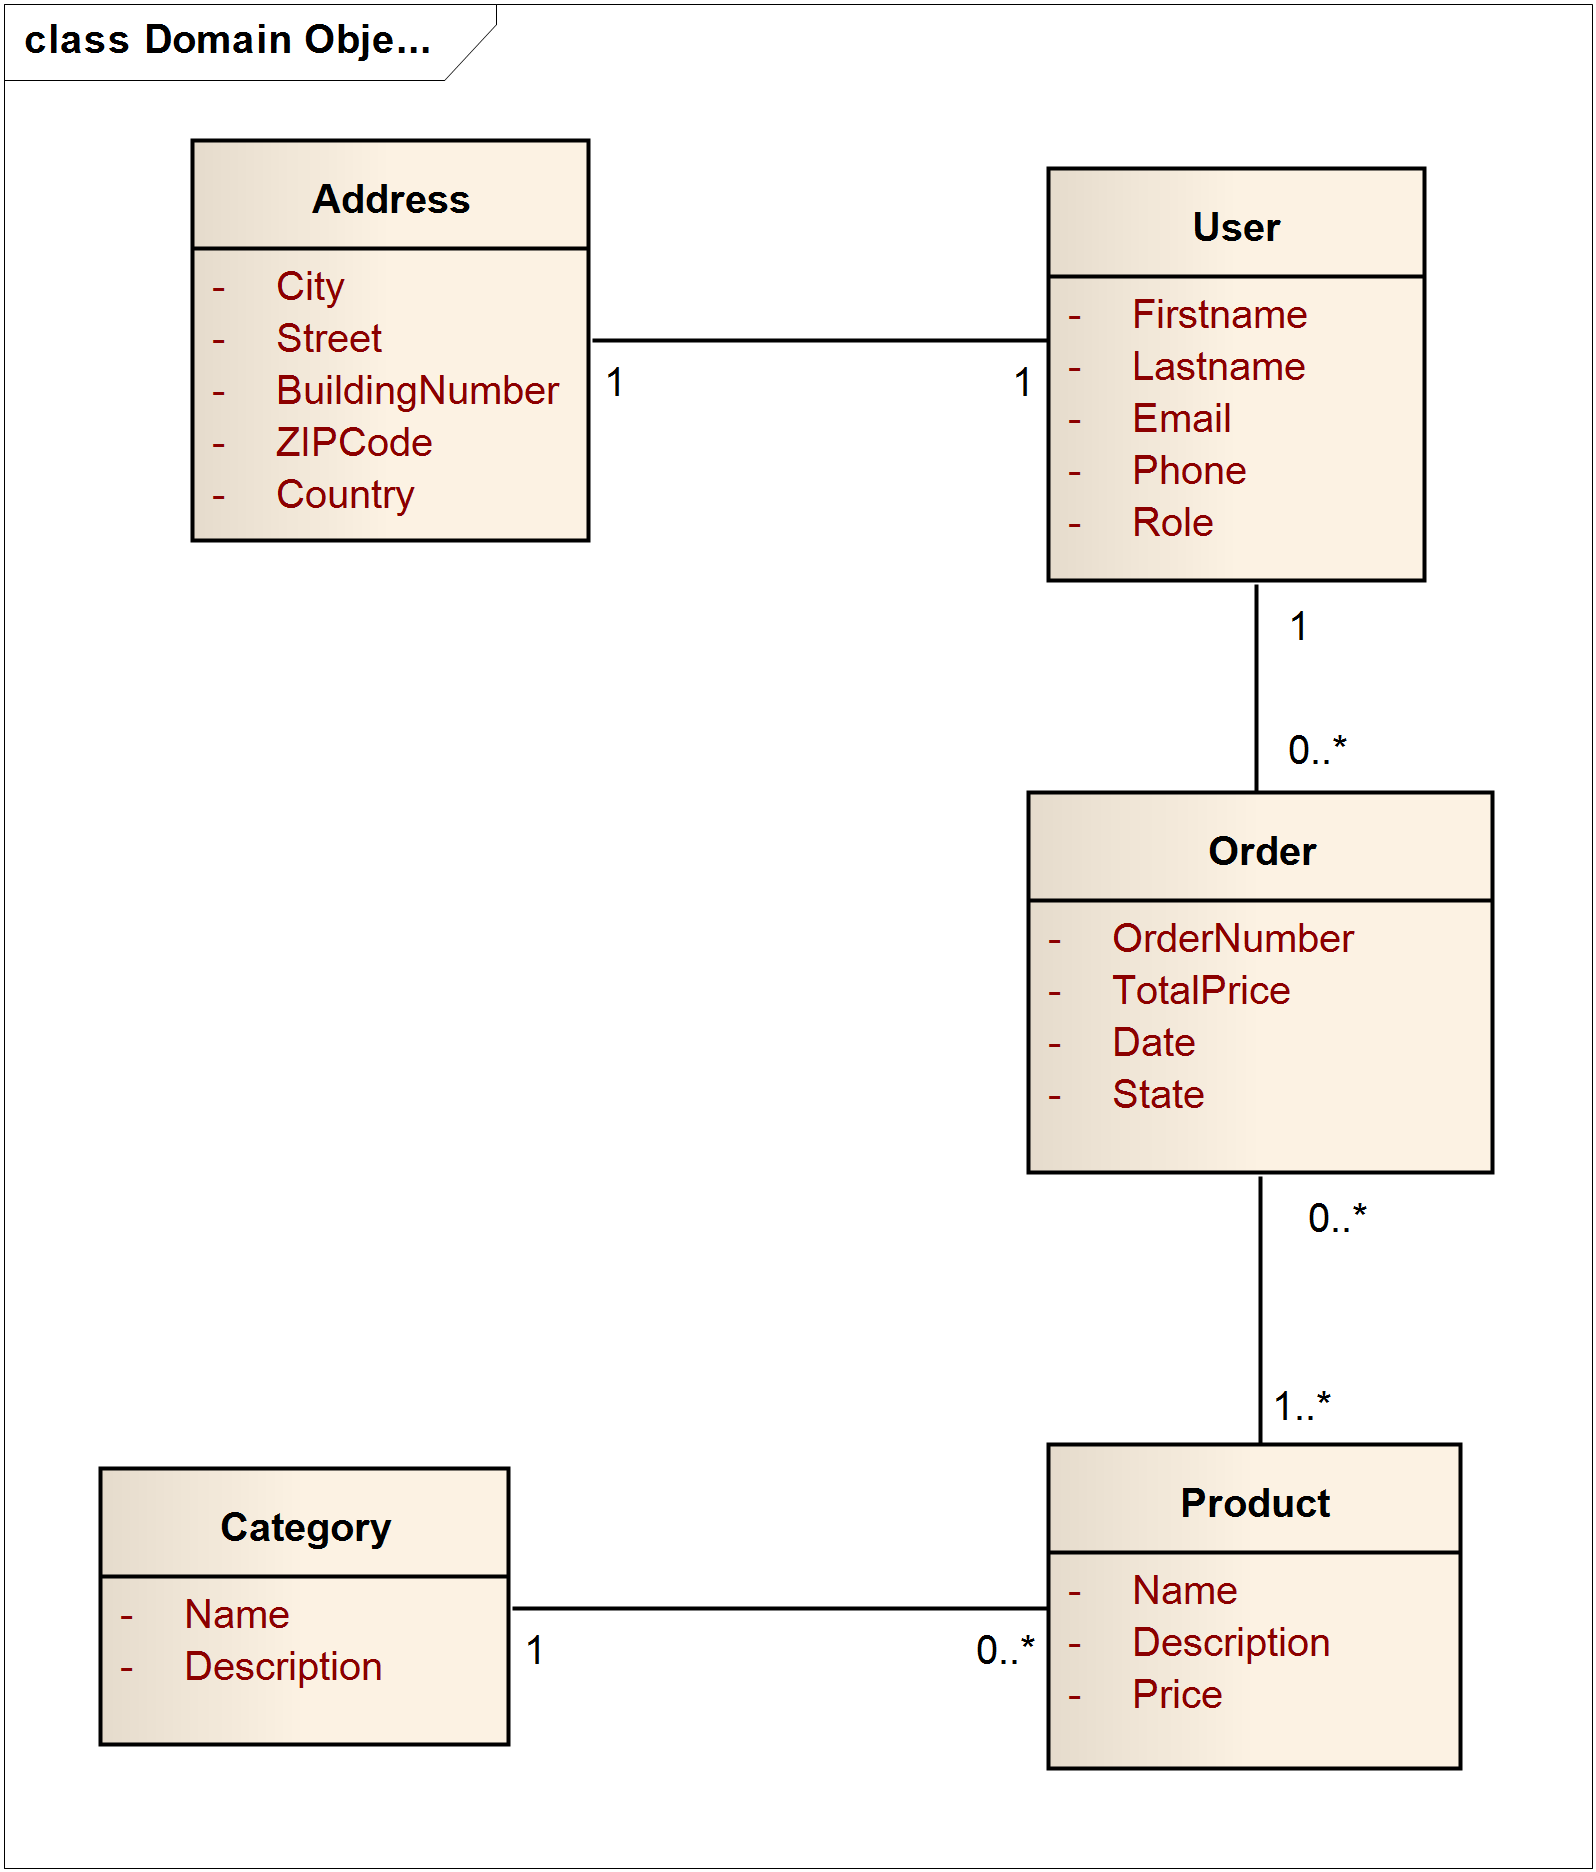 class Domain Obje...
Address
- City
- Street
- BuildingNumber
- ZIPCode
- Country
User
- Firstname
- Lastname
- Email
- Phone
- Role
1
1
1
0..*
Order
- OrderNumber
- TotalPrice
- Date
- State
0..*
1..*
Category
- Name
- Description
Product
- Name
- Description
- Price
1
0..*